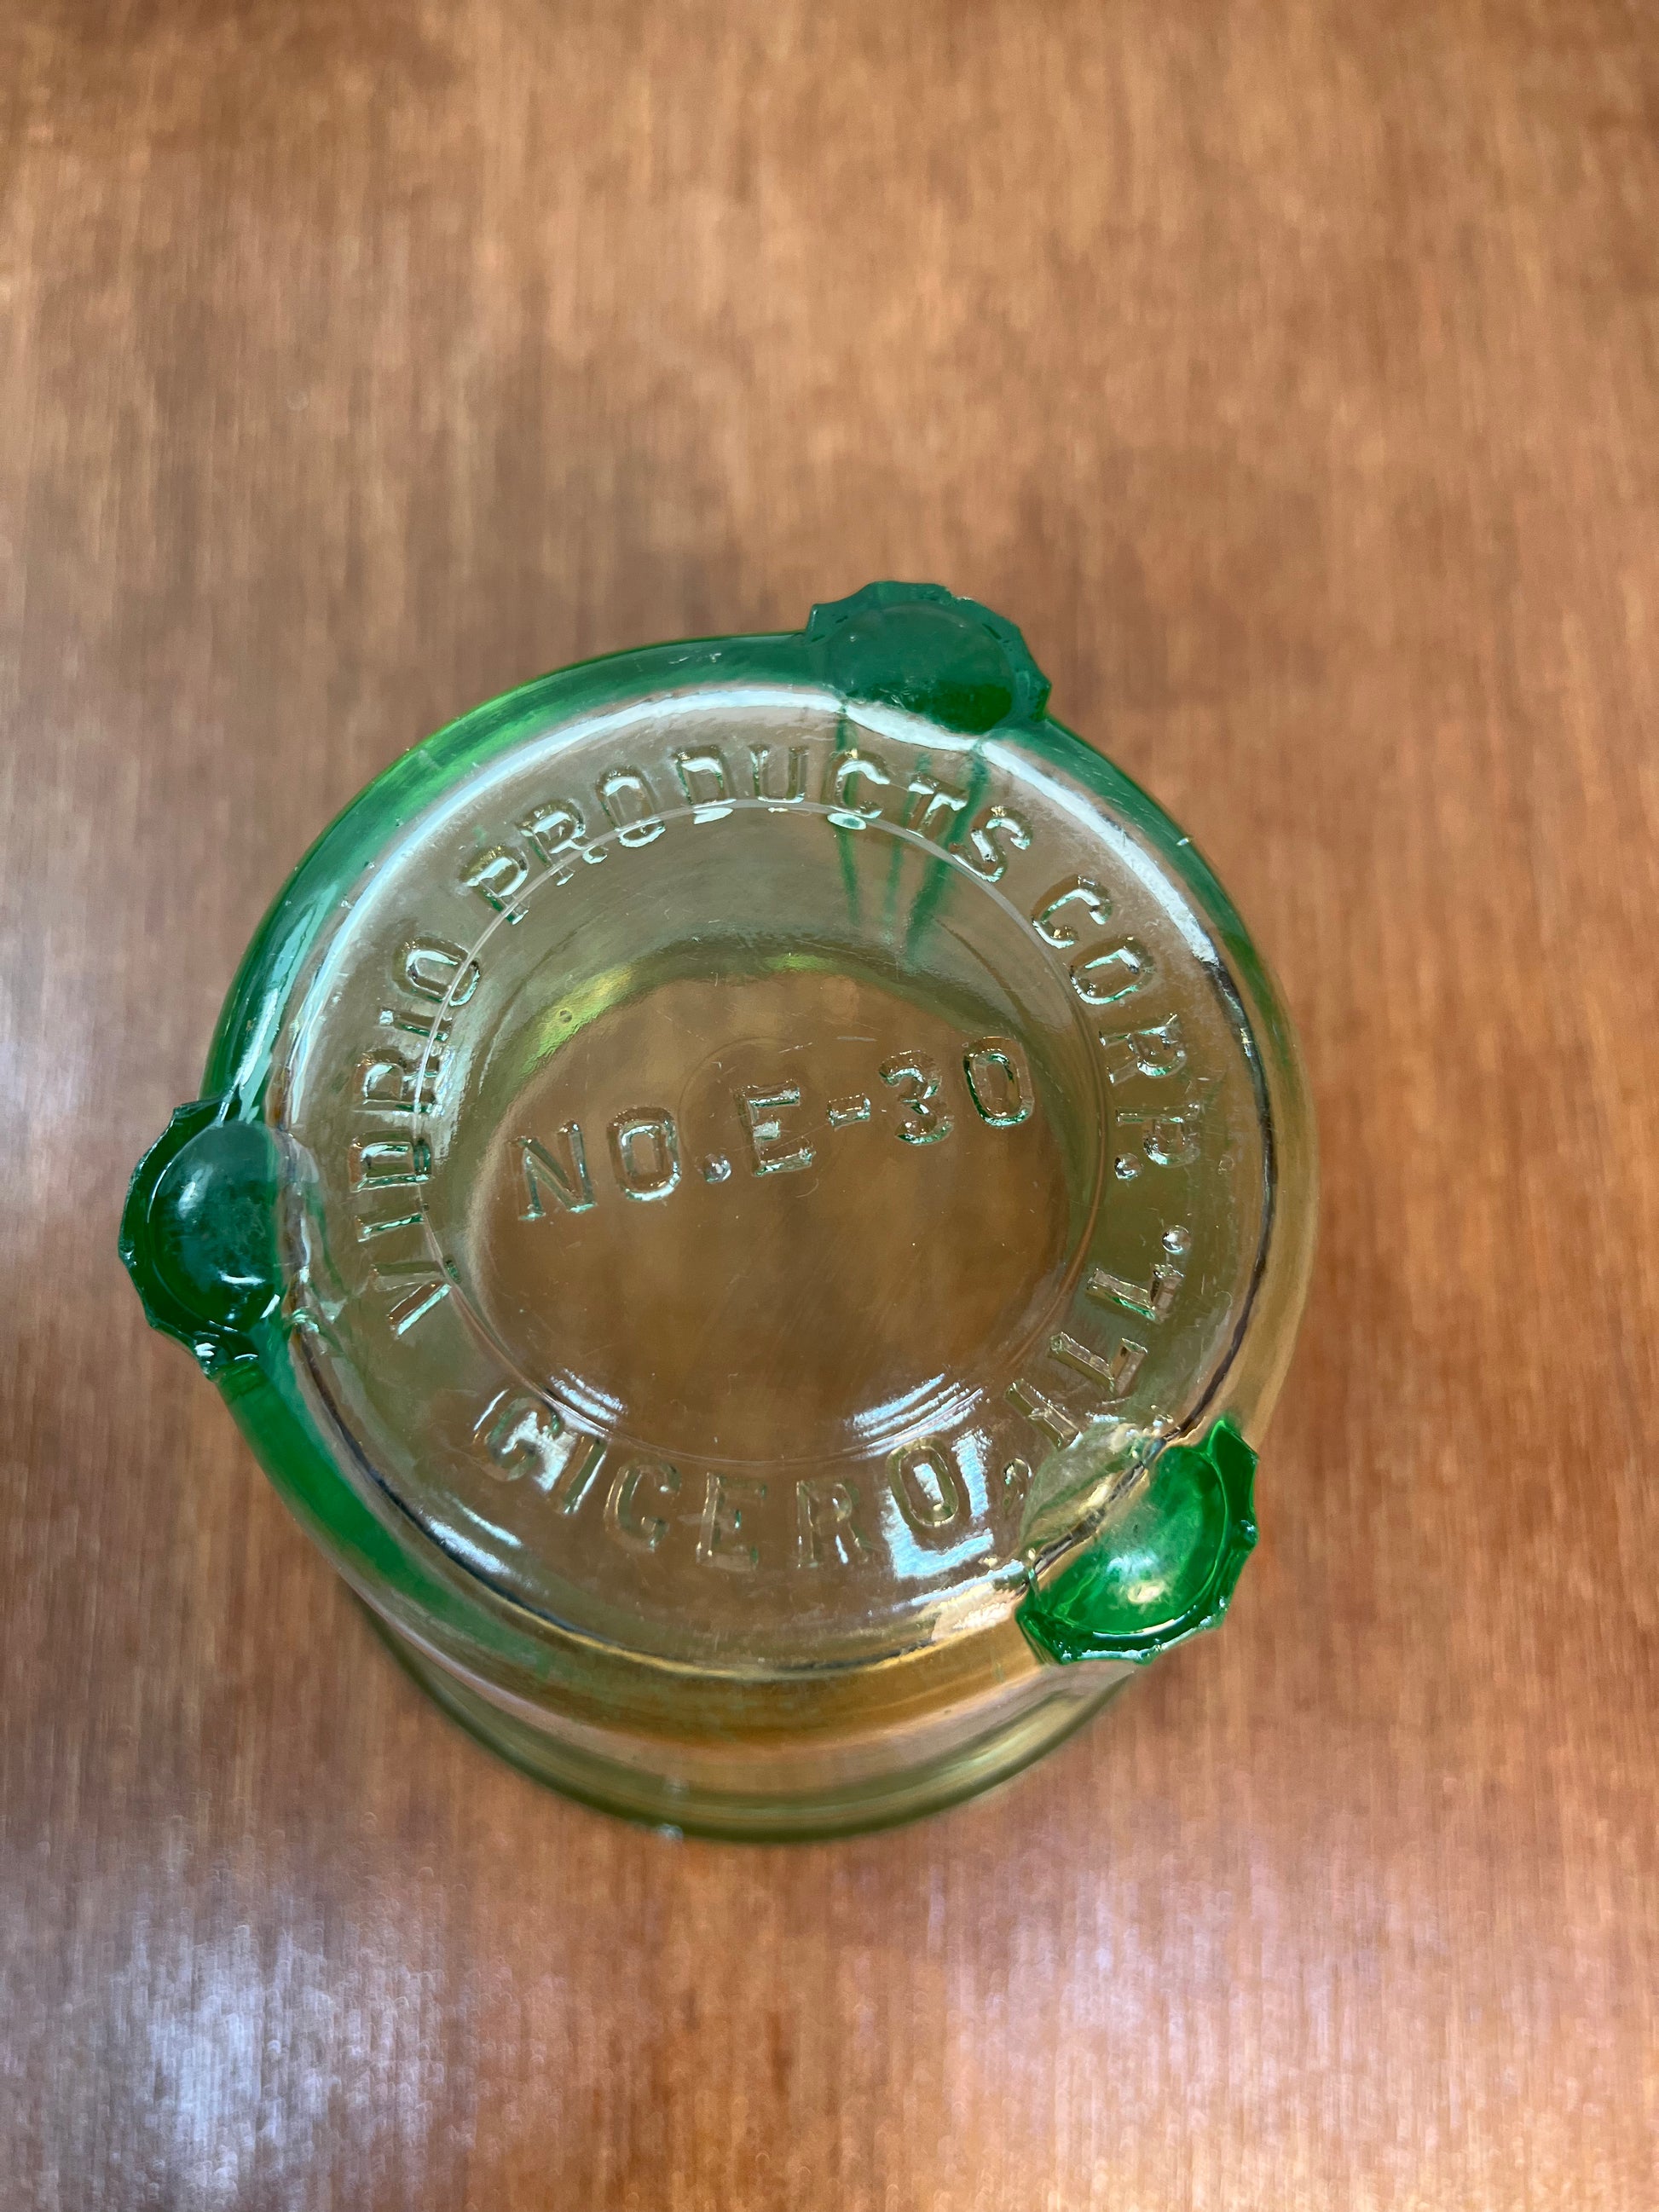 VIDRIO PRODUCTS CORP.
NO. E-30
CICERO, ILL.